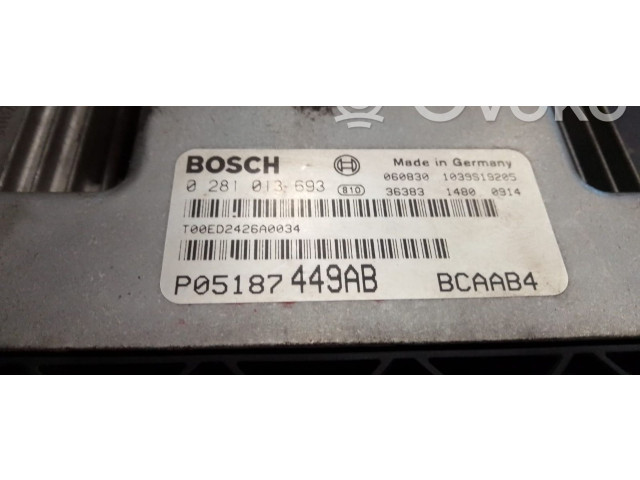 BOSCH Made in Germany
0 281 013 693 810 060830 1039S19205
36383 1480 0914
T00ED2426A0034
P05187449AB BCAAB4